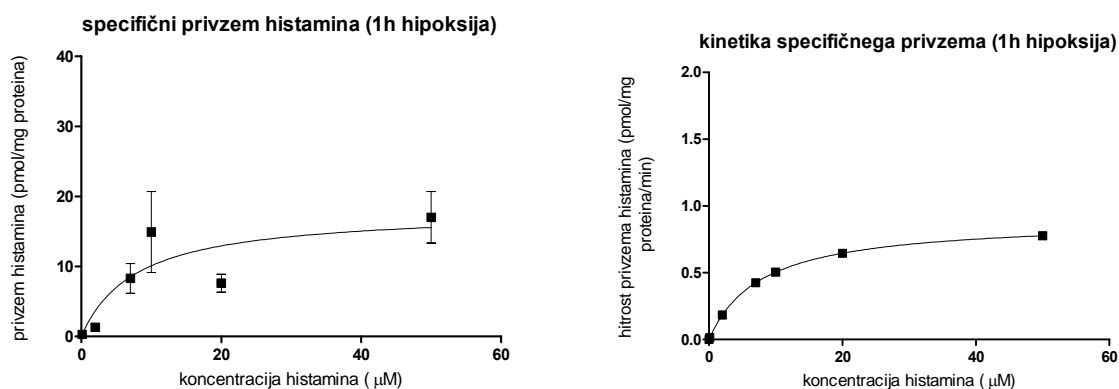 specifični privzem histamina (1h hipoksija)
privzem histamina (pmol/mg proteina)
40
30
20
10
0
0
20
40
60
koncentracija histamina ( μM)
kinetika specifičnega privzema (1h hipoksija)
hitrost privzema histamina (pmol/mg
proteina/min)
2.0
1.5
1.0
0.5
0.0
0
20
40
60
koncentracija histamina ( μM)